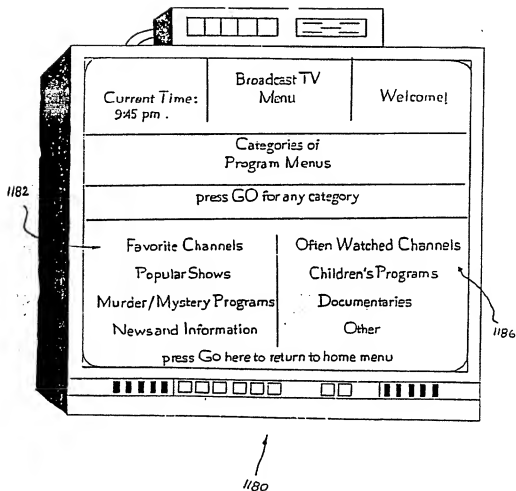 Current Time:
9:45 pm.
Broadcast TV
Menu
Welcome!
Categories of
Program Menus
press GO for any category
1182
Favorite Channels
Often Watched Channels
Popular Shows
Children's Programs
Murder/Mystery Programs
Documentaries
News and Information
Other
1186
press Go here to return to home menu
1180